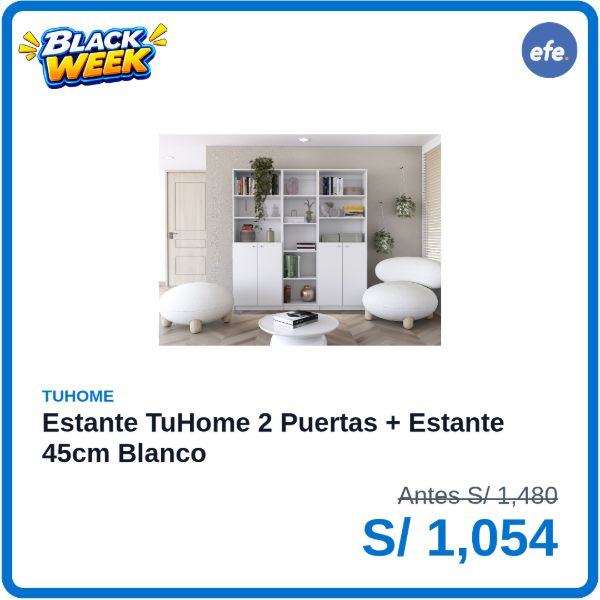 BLACK
WEEK
efe.
TUHOME
Estante TuHome 2 Puertas + Estante
45cm Blanco
Antes S/ 1,480
S/ 1,054